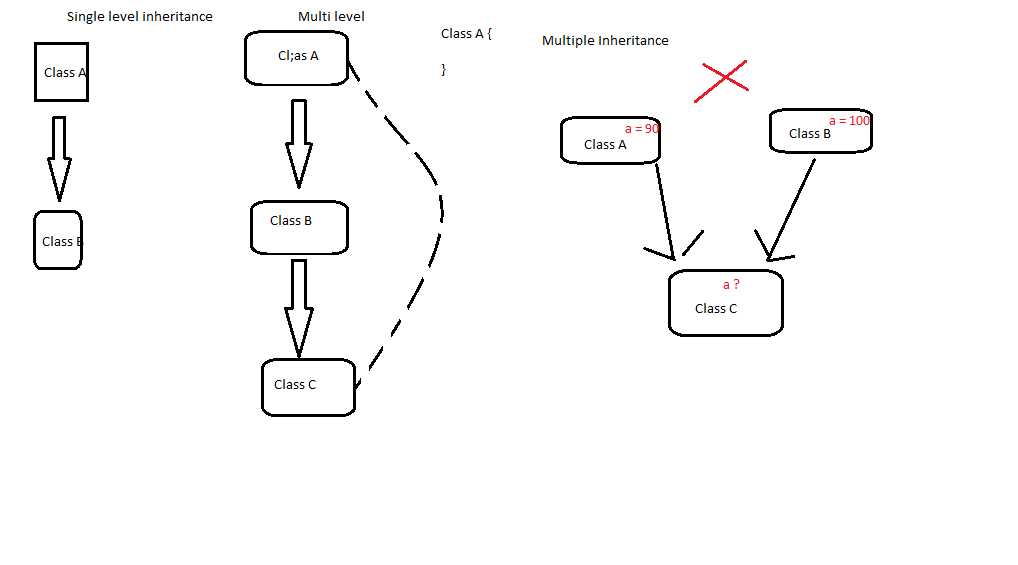 Single level inheritance
Class A
Class B
Multi level
Cl;as A
Class B
Class C
Class A {
}
Multiple Inheritance
a = 90
Class A
a = 100
Class B
a ?
Class C